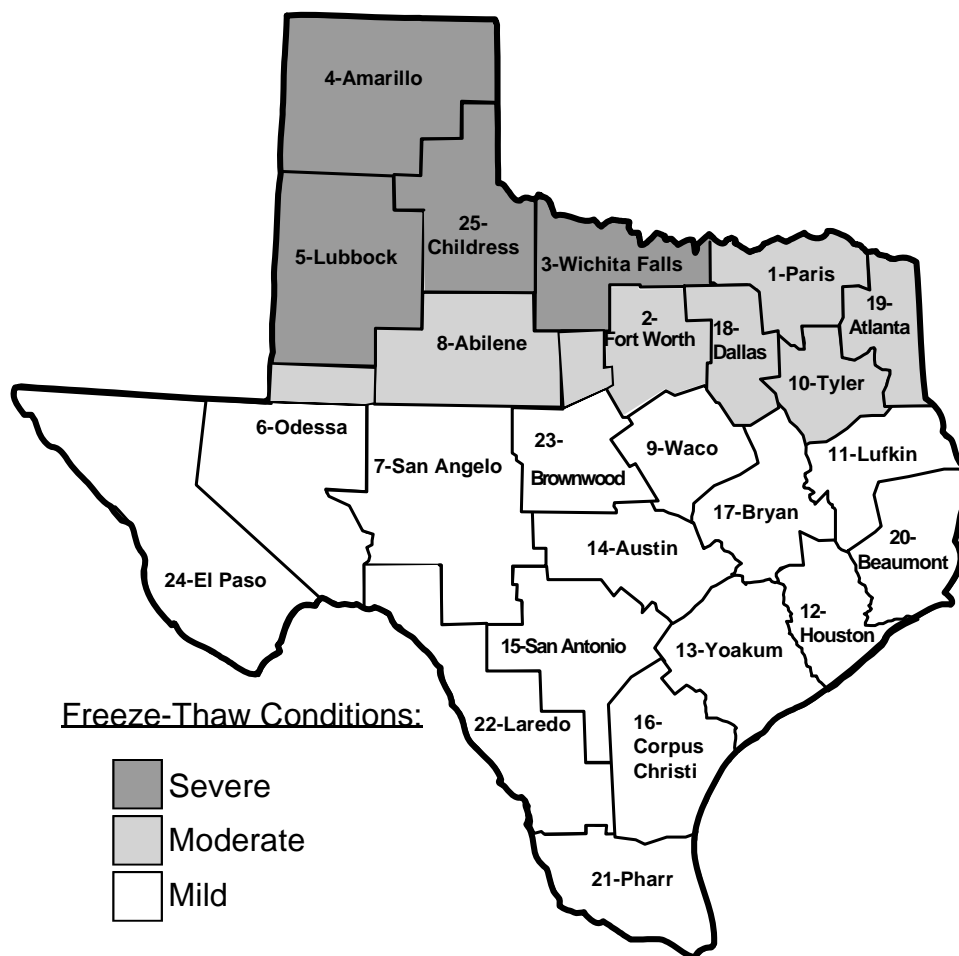 4-Amarillo
25-
Childress
5-Lubbock
3-Wichita Falls
1-Paris
19-
Atlanta
2-
Fort Worth
18-
Dallas
8-Abilene
10-Tyler
6-Odessa
7-San Angelo
23-
Brownwood
9-Waco
11-Lufkin
17-Bryan
20-
Beaumont
14-Austin
24-El Paso
12-
Houston
15-San Antonio
13-Yoakum
22-Laredo
16-
Corpus
Christi
21-Pharr
Freeze-Thaw Conditions:
Severe
Moderate
Mild